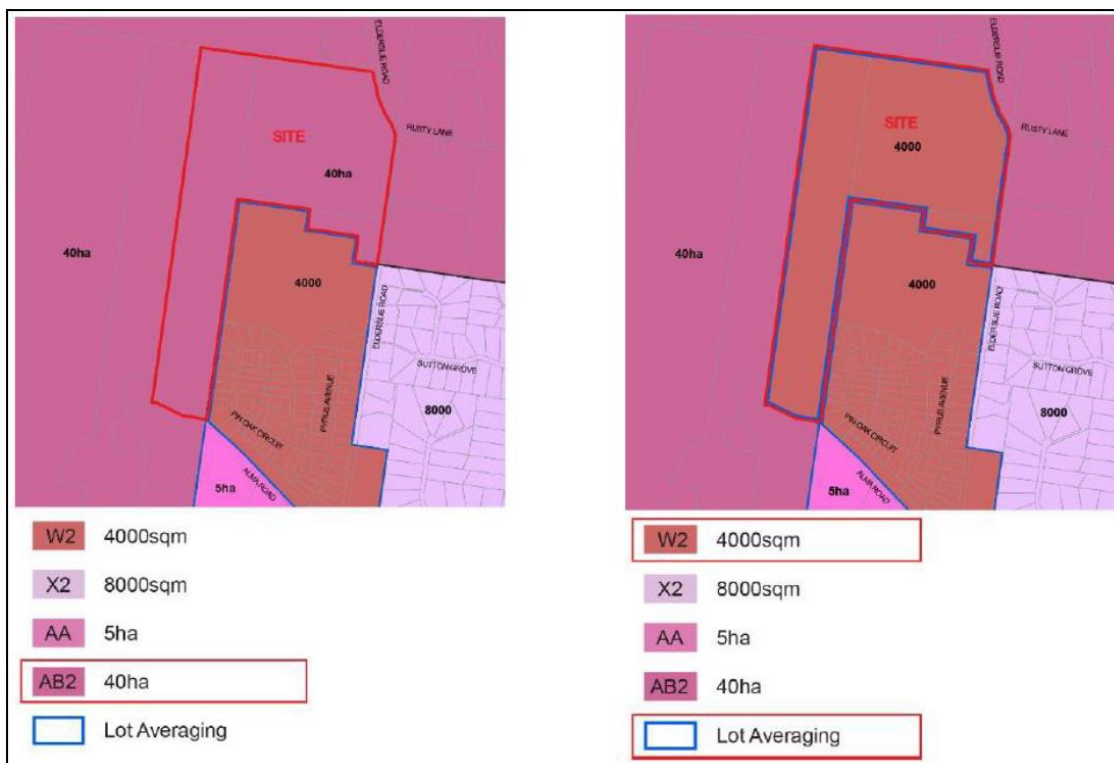 ELDERSLIE ROAD
RUSTY LANE
SITE
40ha
40ha
4000
ELDERSLIE ROAD
SUTTON GROVE
8000
PYRUS AVENUE
PIN OAK CIRCUIT
ALMA ROAD
5ha
W2 4000sqm
X2 8000sqm
AA 5ha
AB2 40ha
Lot Averaging
ELDERSLIE ROAD
RUSTY LANE
SITE
4000
40ha
4000
ELDERSLIE ROAD
SUTTON GROVE
8000
PYRUS AVENUE
PIN OAK CIRCUIT
ALMA ROAD
5ha
W2 4000sqm
X2 8000sqm
AA 5ha
AB2 40ha
Lot Averaging